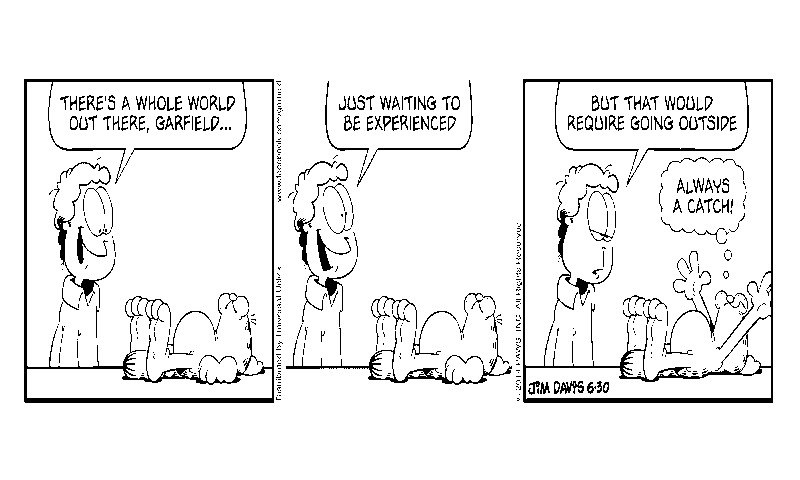 THERE'S A WHOLE WORLD
OUT THERE, GARFIELD...
JUST WAITING TO
BE EXPERIENCED
BUT THAT WOULD
REQUIRE GOING OUTSIDE
ALWAYS
A CATCH!
JIM DAVIS 6·30